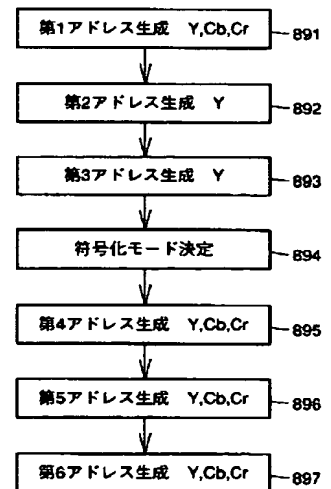 第1アドレス生成 Y,Cb,Cr 891
第2アドレス生成 Y 892
第3アドレス生成 Y 893
符号化モード決定 894
第4アドレス生成 Y,Cb,Cr 895
第5アドレス生成 Y,Cb,Cr 896
第6アドレス生成 Y,Cb,Cr 897